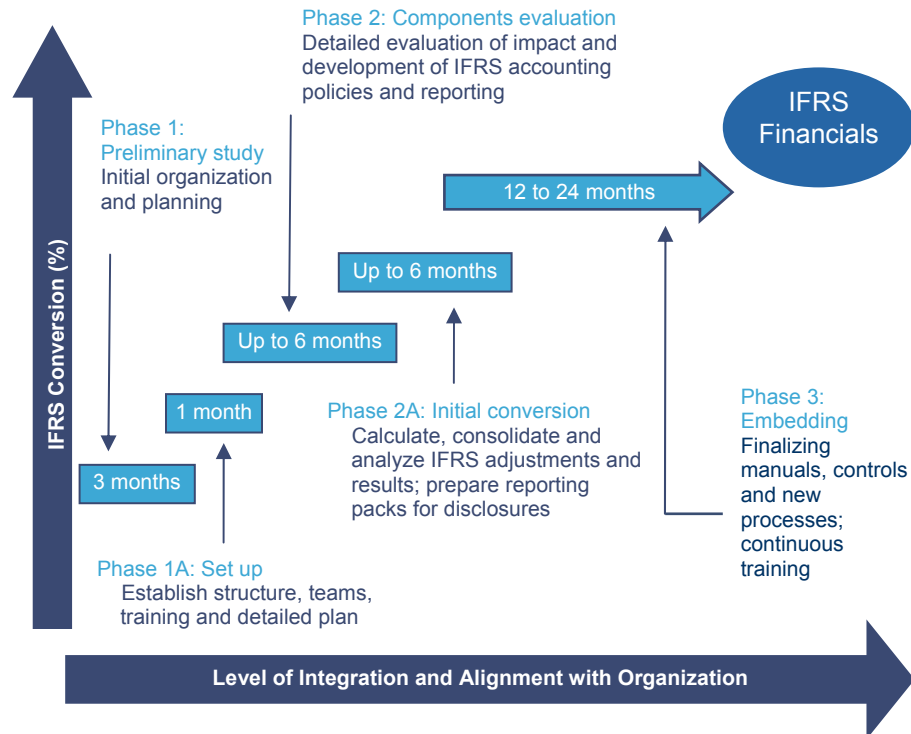 Phase 2: Components evaluation
Detailed evaluation of impact and
development of IFRS accounting
policies and reporting
IFRS
Financials
Phase 1:
Preliminary study
Initial organization
and planning
12 to 24 months
Up to 6 months
Up to 6 months
1 month
3 months
IFRS Conversion (%)
Phase 2A: Initial conversion
Calculate, consolidate and
analyze IFRS adjustments and
results; prepare reporting
packs for disclosures
Phase 3:
Embedding
Finalizing
manuals, controls
and new
processes;
continuous
training
Phase 1A: Set up
Establish structure, teams,
training and detailed plan
Level of Integration and Alignment with Organization